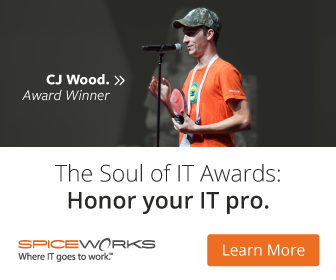 CJ Wood. >>
Award Winner
The Soul of IT Awards:
Honor your IT pro.
SPICEWORKS
Where IT goes to work.™
Learn More